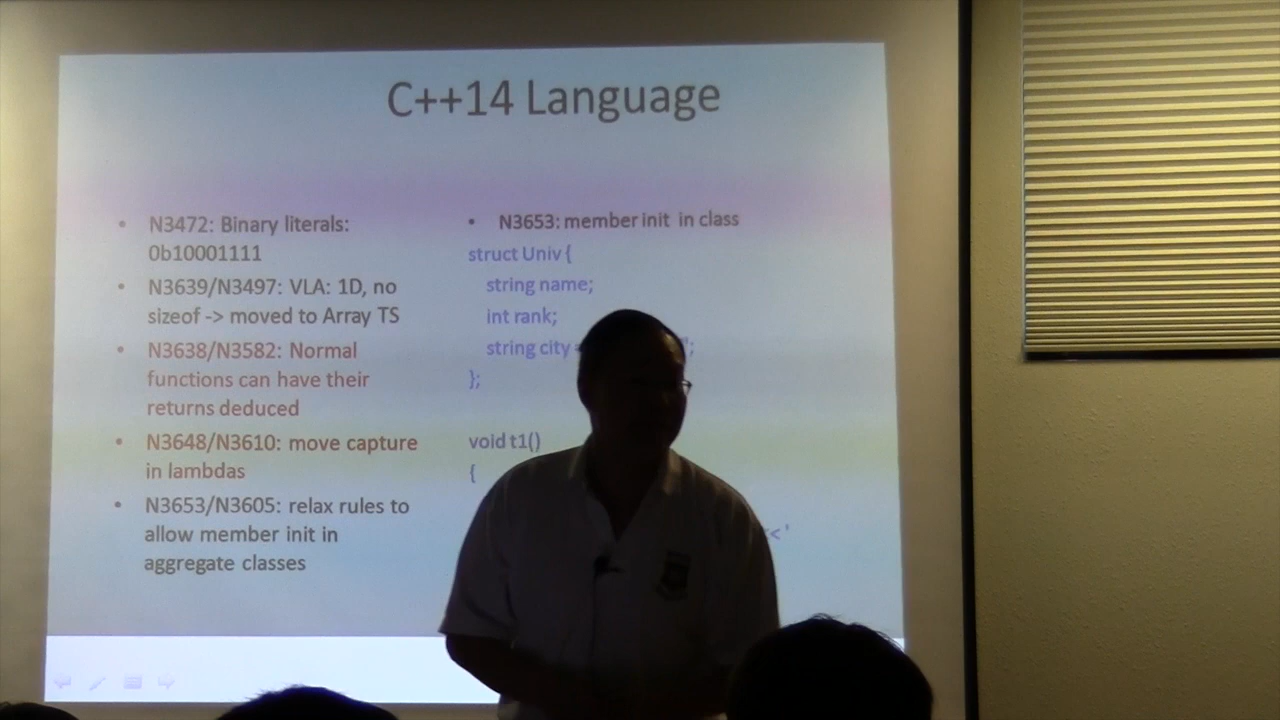 C++14 Language
• N3472: Binary literals:
0b10001111
• N3639/N3497: VLA: 1D, no
sizeof -> moved to Array TS
• N3638/N3582: Normal
functions can have their
returns deduced
• N3648/N3610: move capture
in lambdas
• N3653/N3605: relax rules to
allow member init in
aggregate classes
• N3653: member init in class
struct Univ {
string name;
int rank;
string city
";
};
void t1()
{
<< '